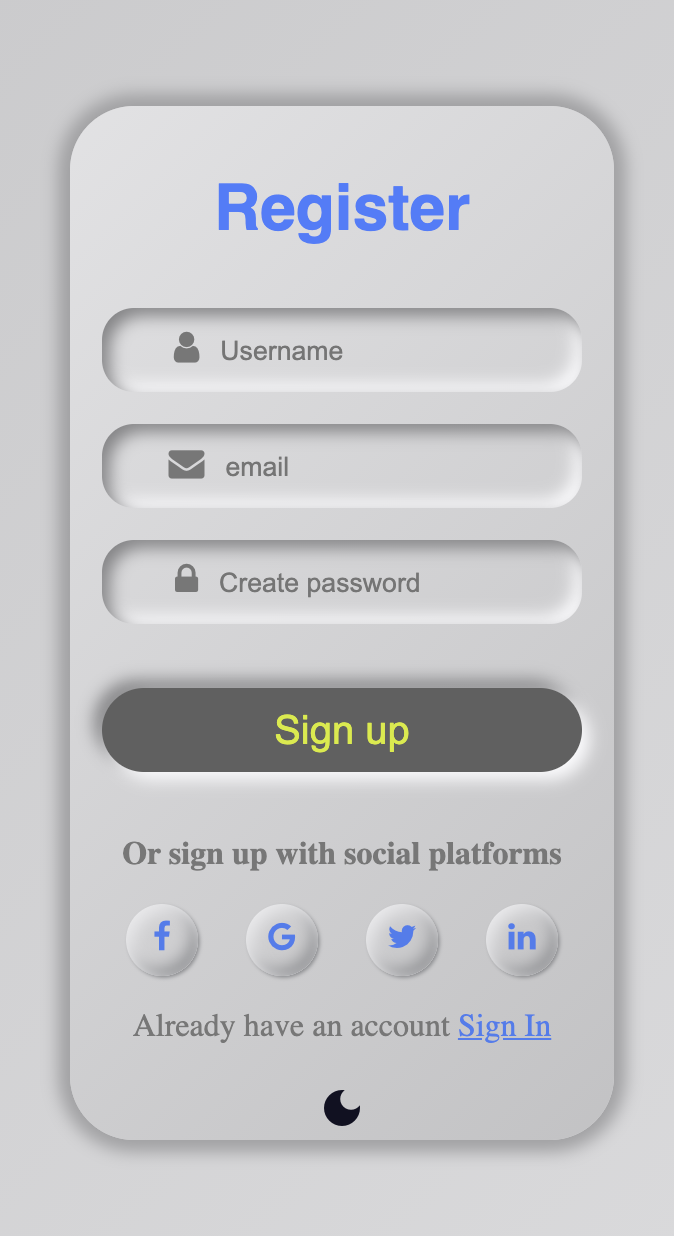 Register
Username
email
Create password
Sign up
Or sign up with social platforms
f G in
Already have an account Sign In